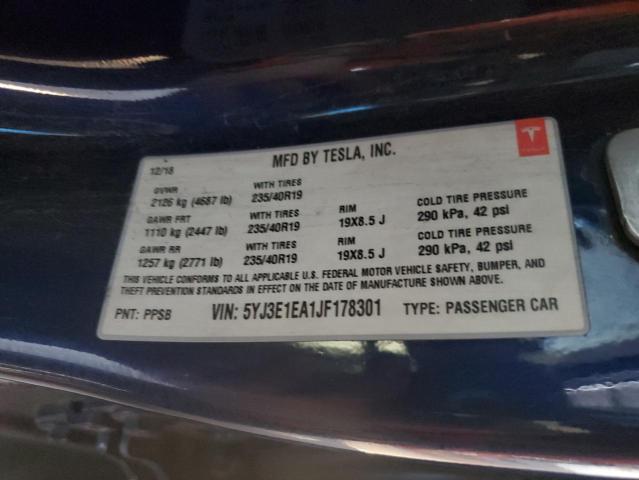 MFD BY TESLA, INC.
12/18
GVWR
2126 kg (4687 lb)
WITH TIRES
235/40R19
GAWR FRT
1110 kg (2447 lb)
WITH TIRES
235/40R19
RIM
19X8.5 J
COLD TIRE PRESSURE
290 kPa, 42 psi
GAWR RR
1257 kg (2771 lb)
WITH TIRES
235/40R19
RIM
19X8.5 J
COLD TIRE PRESSURE
290 kPa, 42 psi
THIS VEHICLE CONFORMS TO ALL APPLICABLE U.S. FEDERAL MOTOR VEHICLE SAFETY, BUMPER, AND
THEFT PREVENTION STANDARDS IN EFFECT ON THE DATE OF MANUFACTURE SHOWN ABOVE.
PNT: PPSB VIN: 5YJ3E1EA1JF178301 TYPE: PASSENGER CAR